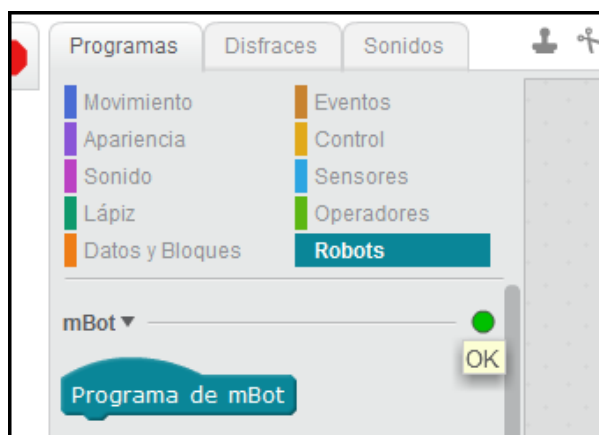 Programas Disfraces Sonidos
Movimiento Eventos
Apariencia Control
Sonido Sensores
Lápiz Operadores
Datos y Bloques Robots
mBot
OK
Programa de mBot